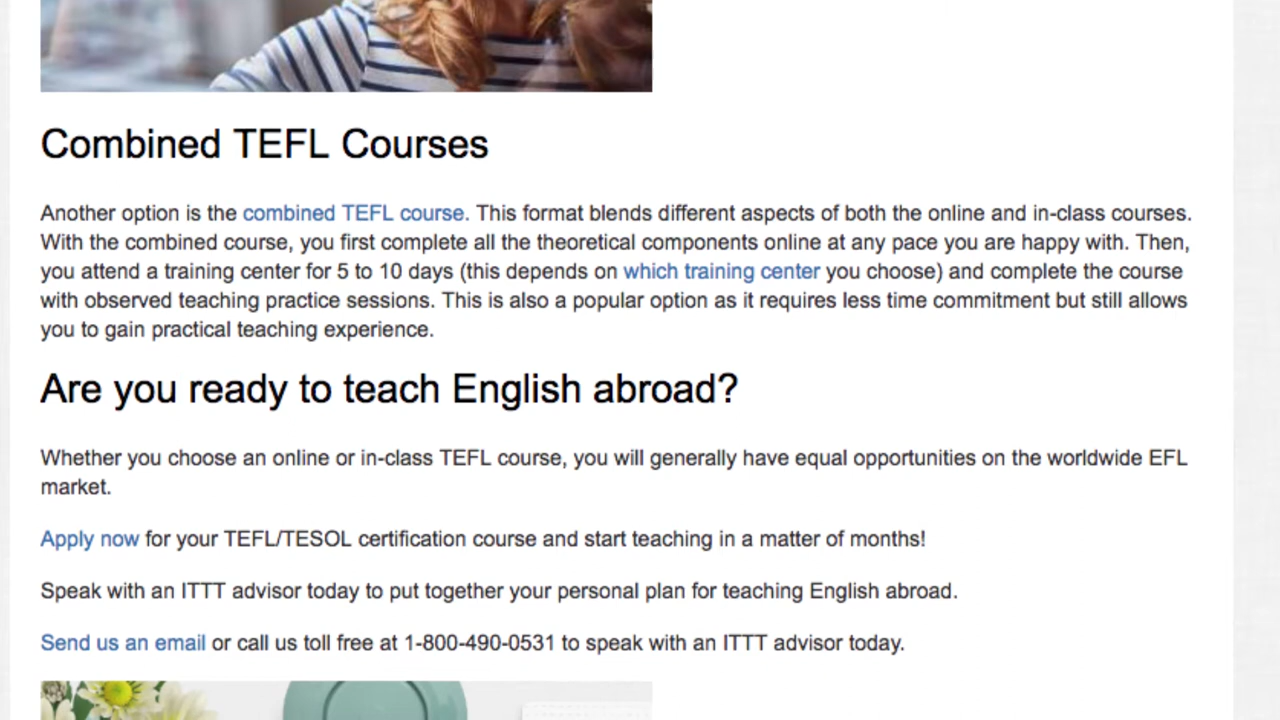 Combined TEFL Courses
Another option is the combined TEFL course. This format blends different aspects of both the online and in-class courses.
With the combined course, you first complete all the theoretical components online at any pace you are happy with. Then,
you attend a training center for 5 to 10 days (this depends on which training center you choose) and complete the course
with observed teaching practice sessions. This is also a popular option as it requires less time commitment but still allows
you to gain practical teaching experience.
Are you ready to teach English abroad?
Whether you choose an online or in-class TEFL course, you will generally have equal opportunities on the worldwide EFL
market.
Apply now for your TEFL/TESOL certification course and start teaching in a matter of months!
Speak with an ITTT advisor today to put together your personal plan for teaching English abroad.
Send us an email or call us toll free at 1-800-490-0531 to speak with an ITTT advisor today.